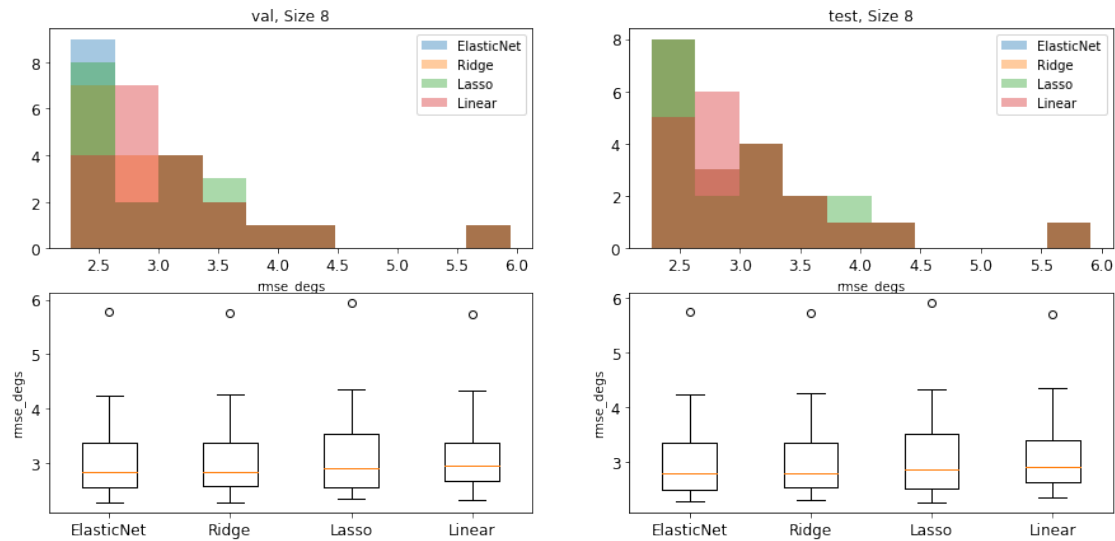 val, Size 8
8
6
4
2
0
ElasticNet
Ridge
Lasso
Linear
2.5 3.0 3.5 4.0 4.5 5.0 5.5 6.0
rmse_degs
6
5
4
3
rmse_degs
ElasticNet Ridge Lasso Linear
test, Size 8
8
6
4
2
0
ElasticNet
Ridge
Lasso
Linear
2.5 3.0 3.5 4.0 4.5 5.0 5.5 6.0
rmse_degs
6
5
4
3
2
rmse_degs
ElasticNet Ridge Lasso Linear